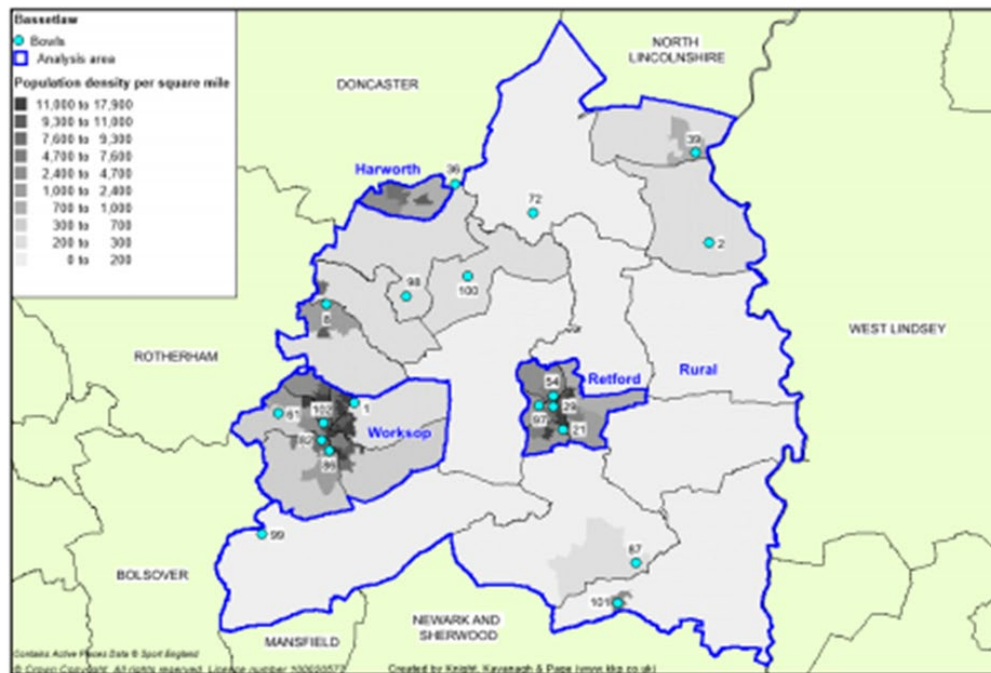 Bassetlaw
Bowls
Analysis area
Population density per square mile
11,000 to 17,900
9,300 to 11,000
7,600 to 9,300
4,700 to 7,600
2,400 to 4,700
1,000 to 2,400
700 to 1,000
300 to 700
200 to 300
0 to 200
NORTH
LINCOLNSHIRE
DONCASTER
39
Harworth
36
72
2
98
100
8
WEST LINDSEY
ROTHERHAM
Retford
Rural
54
61
102
1
97
29
Worksop
21
82
86
99
87
BOLSOVER
101
NEWARK AND
SHERWOOD
MANSFIELD
Contains Active Places Data © Sport England
© Crown Copyright. All rights reserved. Licence number 100020577
Created by Knight, Kavanagh & Page (www.kkp.co.uk)